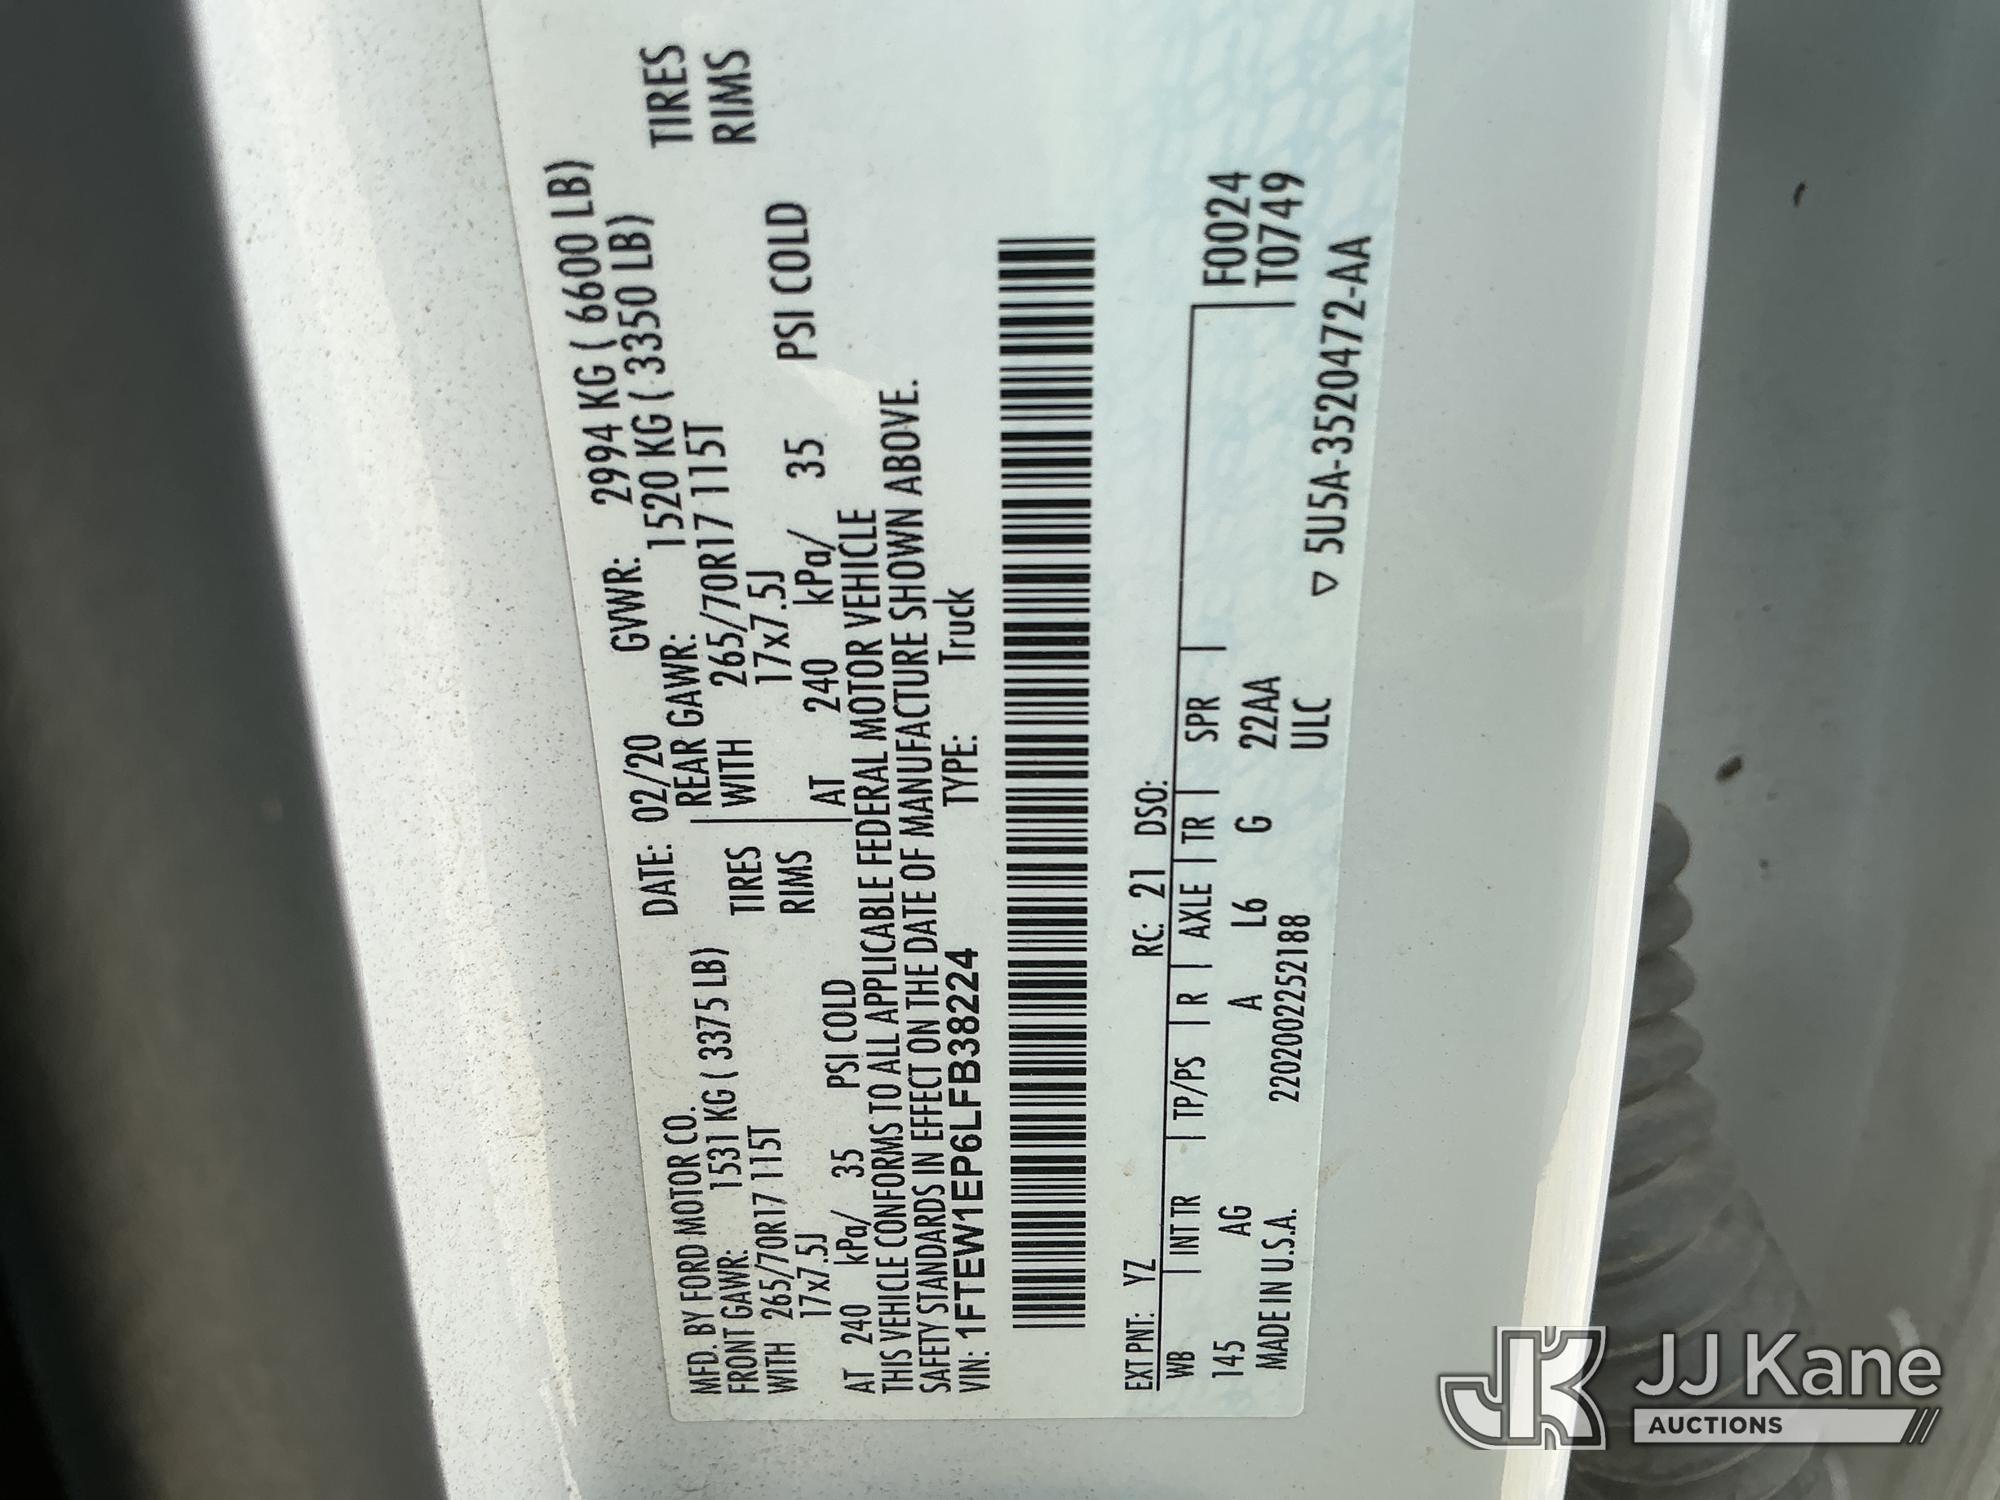 MFD. BY FORD MOTOR CO.
DATE: 02/20 GVWR: 2994 KG ( 6600 LB)
FRONT GAWR: 1531 KG ( 3375 LB) REAR GAWR: 1520 KG ( 3350 LB)
WITH 265/70R17 115T TIRES WITH 265/70R17 115T TIRES
17x7.5J RIMS 17x7.5J RIMS
AT 240 kPa/ 35 PSI COLD AT 240 kPa/ 35 PSI COLD
THIS VEHICLE CONFORMS TO ALL APPLICABLE FEDERAL MOTOR VEHICLE
SAFETY STANDARDS IN EFFECT ON THE DATE OF MANUFACTURE SHOWN ABOVE.
VIN: 1FTEW1EP6LFB38224 TYPE: Truck
EXT PNT: YZ RC: 21 DSO:
WB INT TR TP/PS R AXLE TR SPR F0024
145 AG A L6 G 22AA T0749
MADE IN U.S.A. 2202002252188 ULC
▽ 5U5A-3520472-AA
JK JJ Kane
AUCTIONS